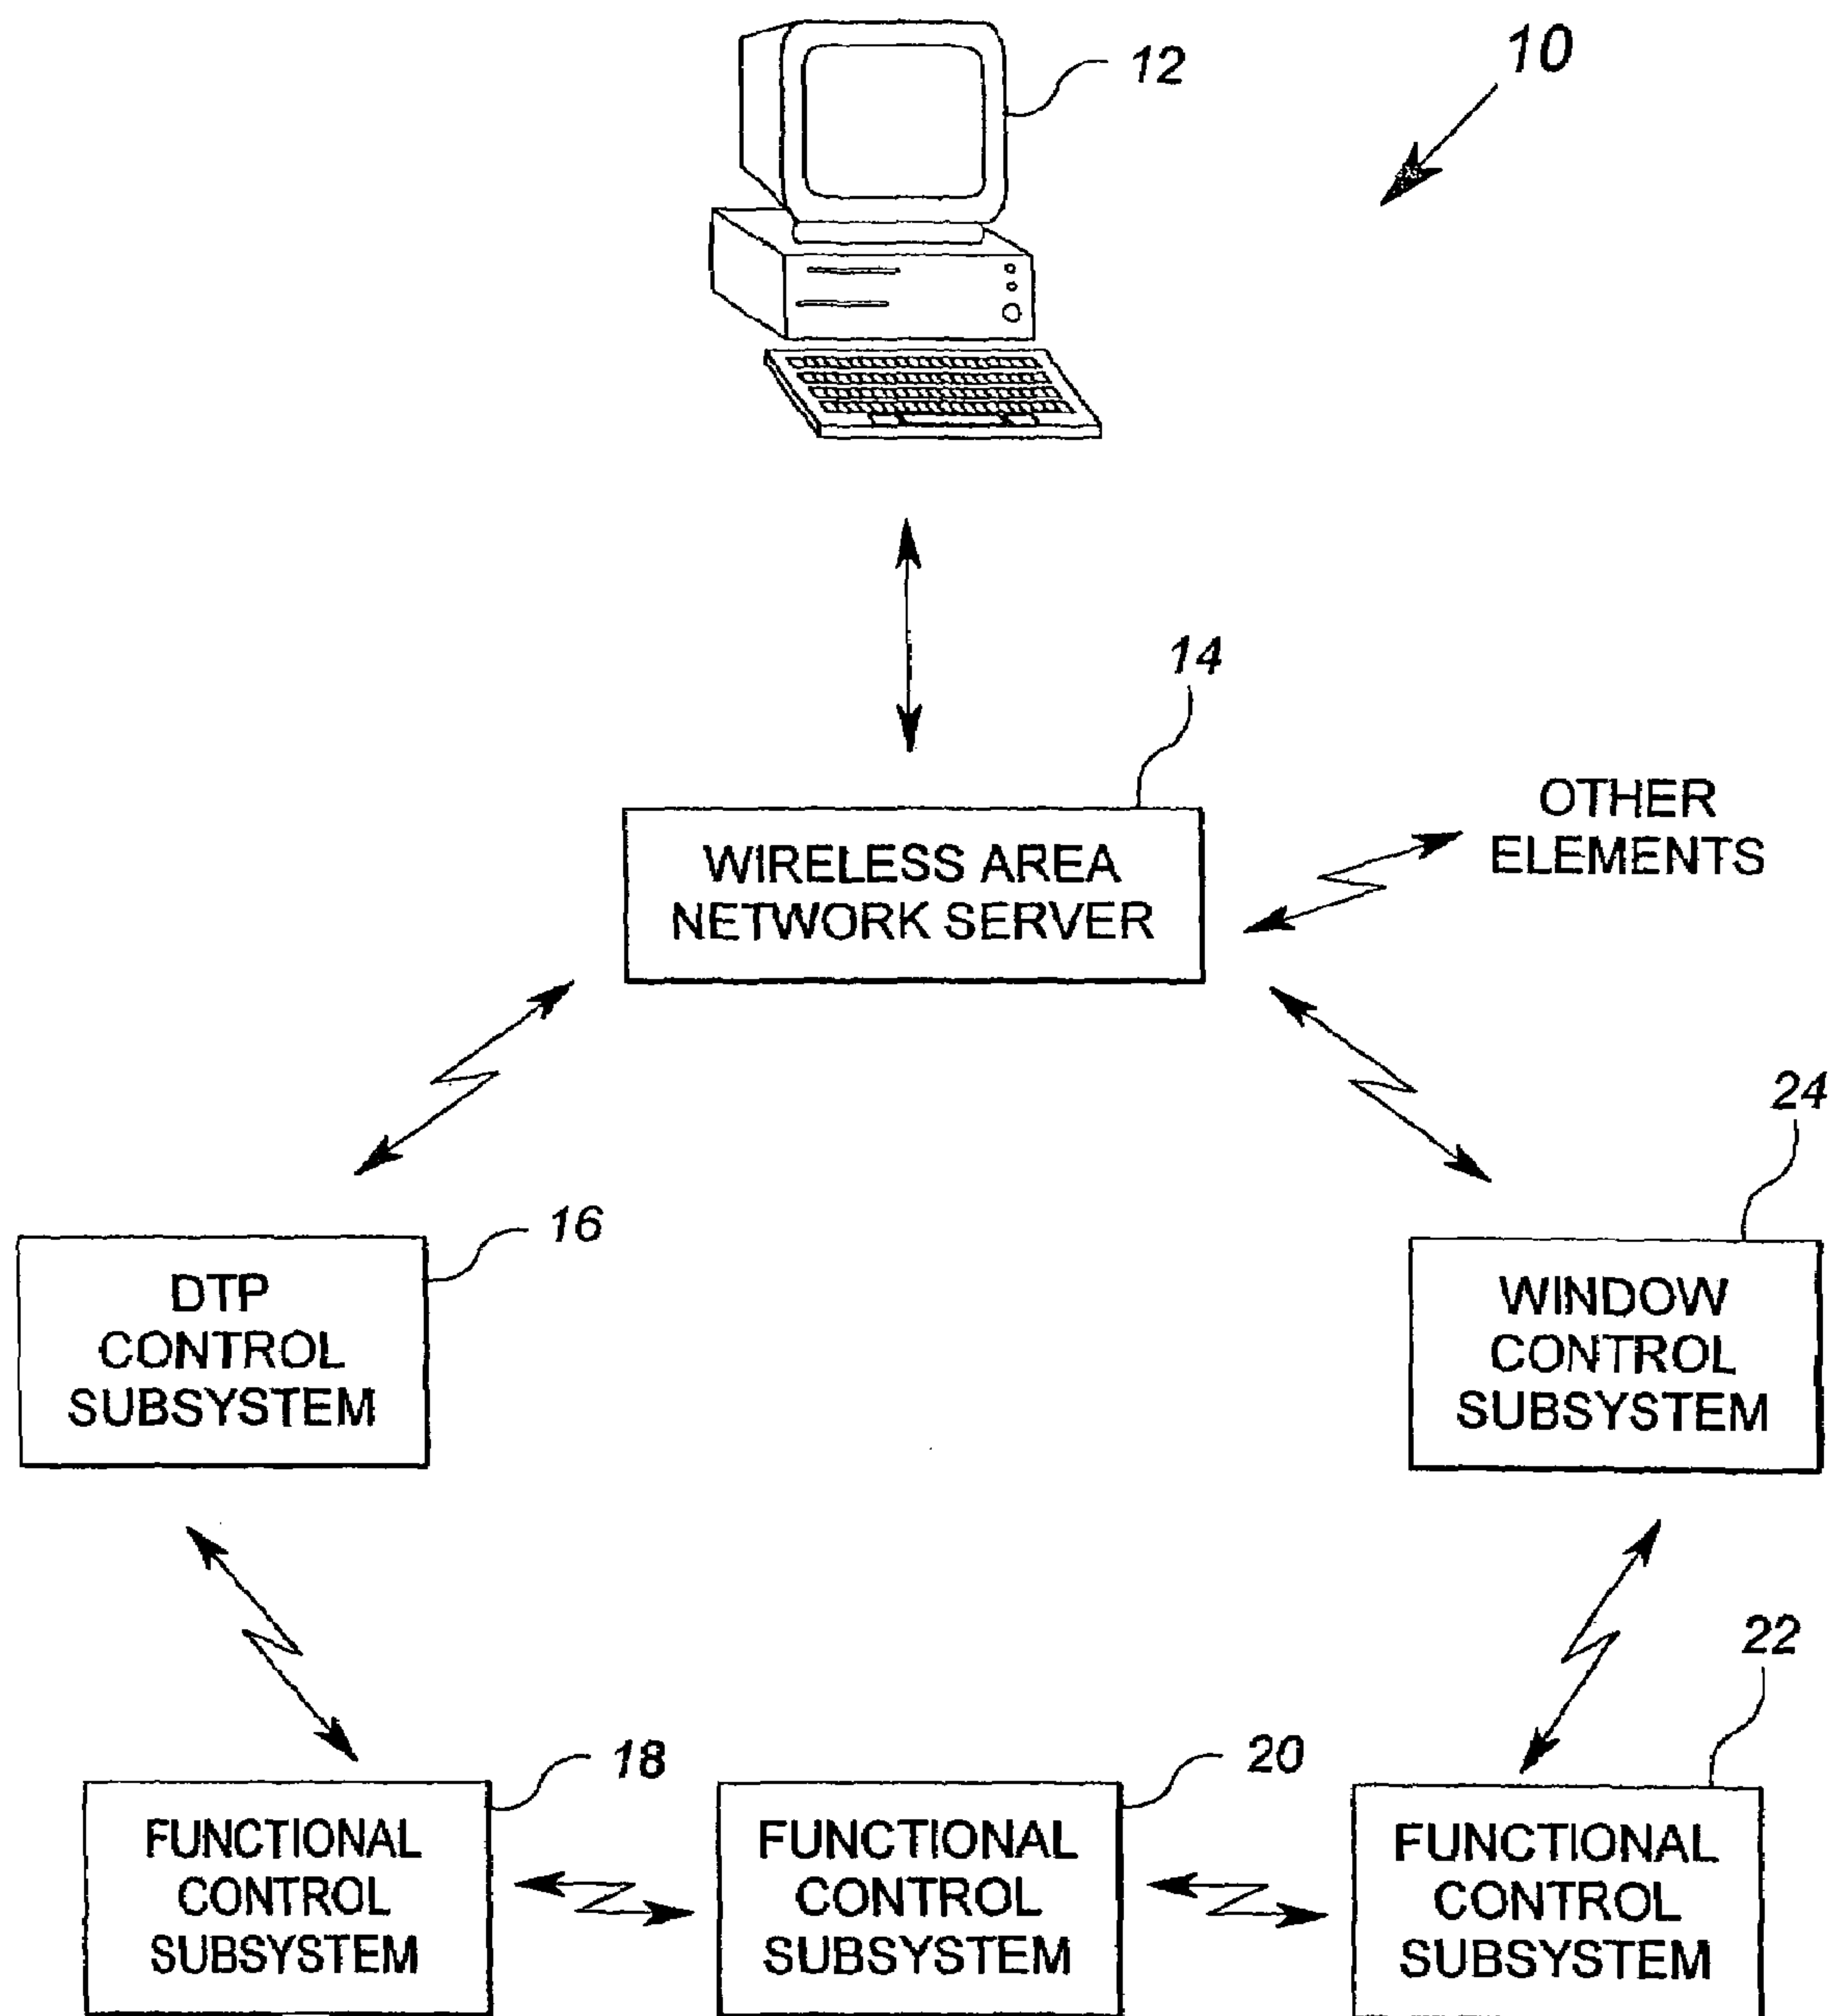 10
12
14
WIRELESS AREA
NETWORK SERVER
OTHER
ELEMENTS
16
DTP
CONTROL
SUBSYSTEM
24
WINDOW
CONTROL
SUBSYSTEM
18
FUNCTIONAL
CONTROL
SUBSYSTEM
20
FUNCTIONAL
CONTROL
SUBSYSTEM
22
FUNCTIONAL
CONTROL
SUBSYSTEM